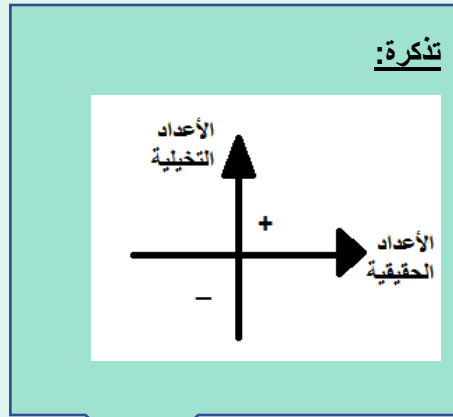 تذكرة:
الأعداد
التخيلية
+
الأعداد
الحقيقية
–